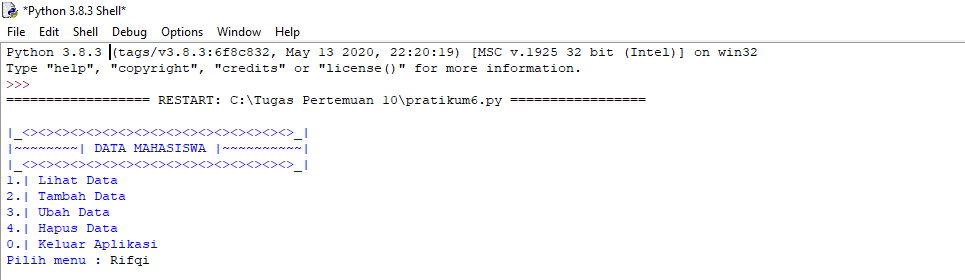 *Python 3.8.3 Shell*
File Edit Shell Debug Options Window Help
Python 3.8.3 (tags/v3.8.3:6f8c832, May 13 2020, 22:20:19) [MSC v.1925 32 bit (Intel)] on win32
Type "help", "copyright", "credits" or "license()" for more information.
>>>
================== RESTART: C:\Tugas Pertemuan 10\pratikum6.py =================
|_<><><><><><><><><><><><><><><><><>_|
|~~~~~~~~| DATA MAHASISWA |~~~~~~~~~~|
|_<><><><><><><><><><><><><><><><><>_|
1.| Lihat Data
2.| Tambah Data
3.| Ubah Data
4.| Hapus Data
0.| Keluar Aplikasi
Pilih menu : Rifqi